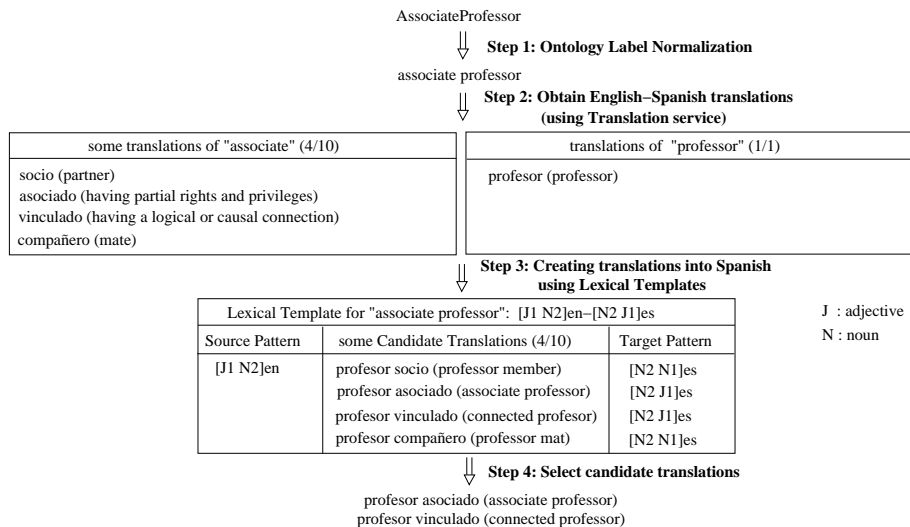 AssociateProfessor
Step 1: Ontology Label Normalization
associate professor
Step 2: Obtain English–Spanish translations
(using Translation service)
some translations of "associate" (4/10)
socio (partner)
asociado (having partial rights and privileges)
vinculado (having a logical or causal connection)
compañero (mate)
translations of "professor" (1/1)
profesor (professor)
Step 3: Creating translations into Spanish
using Lexical Templates
Lexical Template for "associate professor": [J1 N2]en–[N2 J1]es
Source Pattern some Candidate Translations (4/10) Target Pattern
[J1 N2]en profesor socio (professor member) [N2 N1]es
profesor asociado (associate professor) [N2 J1]es
profesor vinculado (connected profesor) [N2 J1]es
profesor compañero (professor mat) [N2 N1]es
J : adjective
N : noun
Step 4: Select candidate translations
profesor asociado (associate professor)
profesor vinculado (connected professor)